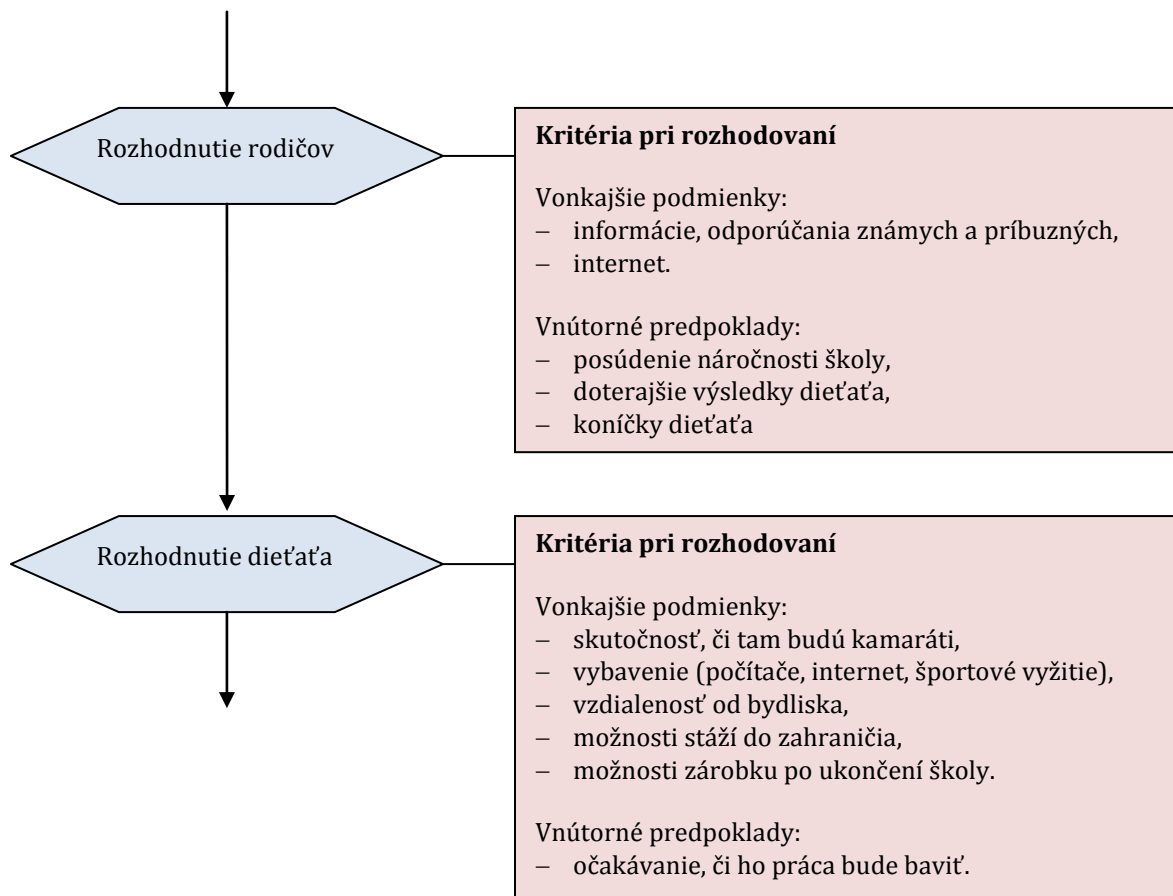 Rozhodnutie rodičov
Kritéria pri rozhodovaní
Vonkajšie podmienky:
– informácie, odporúčania známych a príbuzných,
– internet.
Vnútorné predpoklady:
– posúdenie náročnosti školy,
– doterajšie výsledky dieťaťa,
– koníčky dieťaťa
Rozhodnutie dieťaťa
Kritéria pri rozhodovaní
Vonkajšie podmienky:
– skutočnosť, či tam budú kamaráti,
– vybavenie (počítače, internet, športové vyžitie),
– vzdialenosť od bydliska,
– možnosti stáží do zahraničia,
– možnosti zárobku po ukončení školy.
Vnútorné predpoklady:
– očakávanie, či ho práca bude baviť.